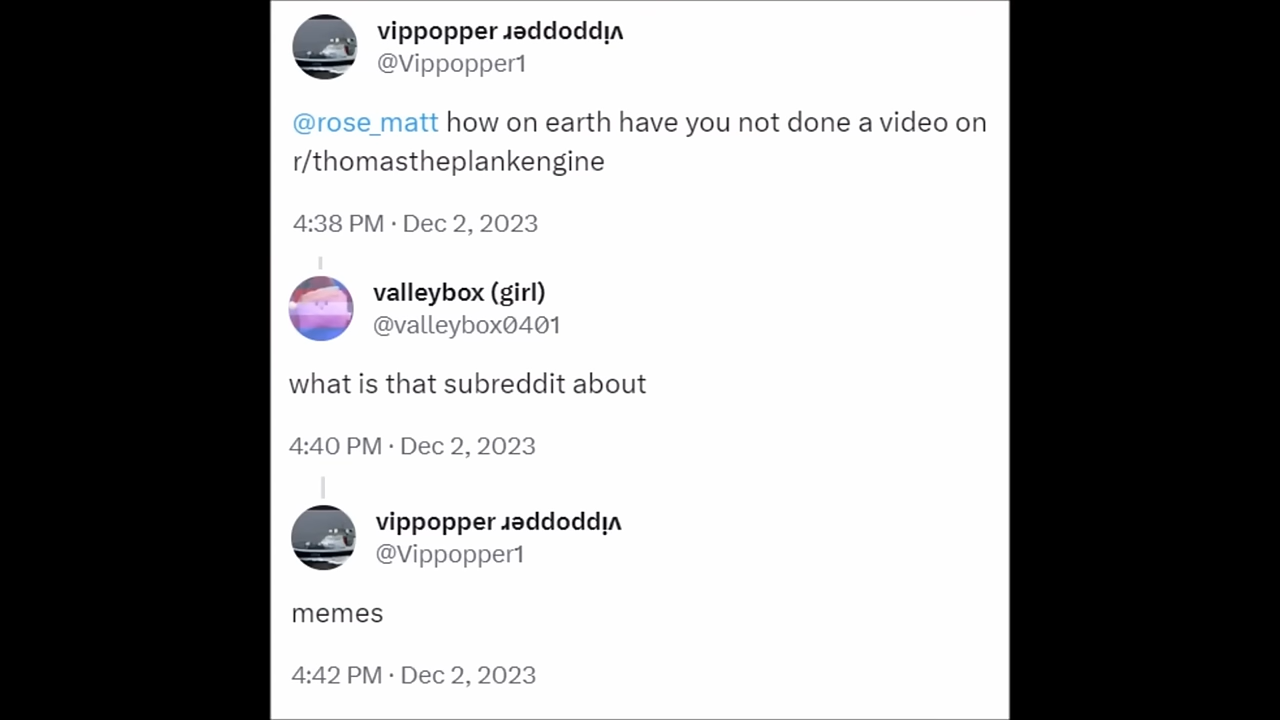 vippopper ɹǝddoddᴉʌ
@Vippopper1
@rose_matt how on earth have you not done a video on
r/thomastheplankengine
4:38 PM · Dec 2, 2023
valleybox (girl)
@valleybox0401
what is that subreddit about
4:40 PM · Dec 2, 2023
vippopper ɹǝddoddᴉʌ
@Vippopper1
memes
4:42 PM · Dec 2, 2023